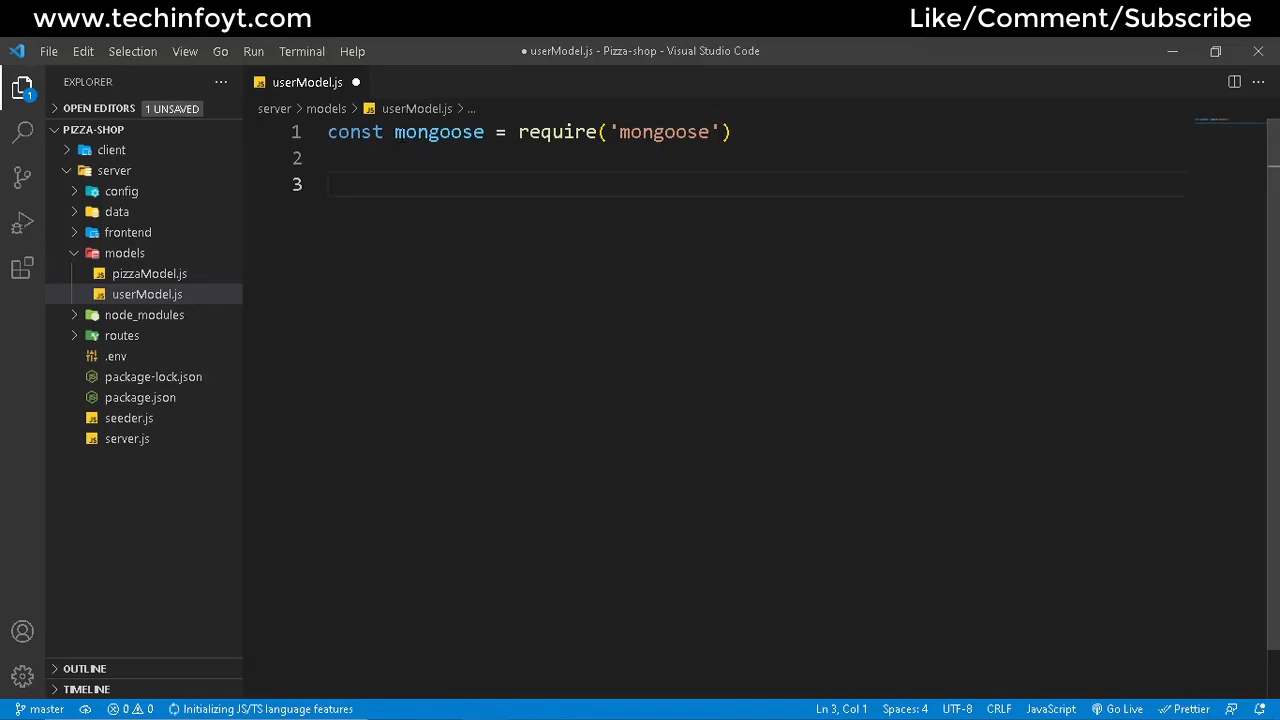 www.techinfoyt.com
Like/Comment/Subscribe
File Edit Selection View Go Run Terminal Help
● userModel.js - Pizza-shop - Visual Studio Code
EXPLORER
userModel.js
OPEN EDITORS 1 UNSAVED
server > models > userModel.js > ...
PIZZA-SHOP
1 const mongoose = require('mongoose')
2
3
client
server
config
data
frontend
models
pizzaModel.js
userModel.js
node_modules
routes
.env
package-lock.json
package.json
seeder.js
server.js
OUTLINE
TIMELINE
1
master 0 0 Initializing JS/TS language features Ln 3, Col 1 Spaces: 4 UTF-8 CRLF JavaScript Go Live Prettier